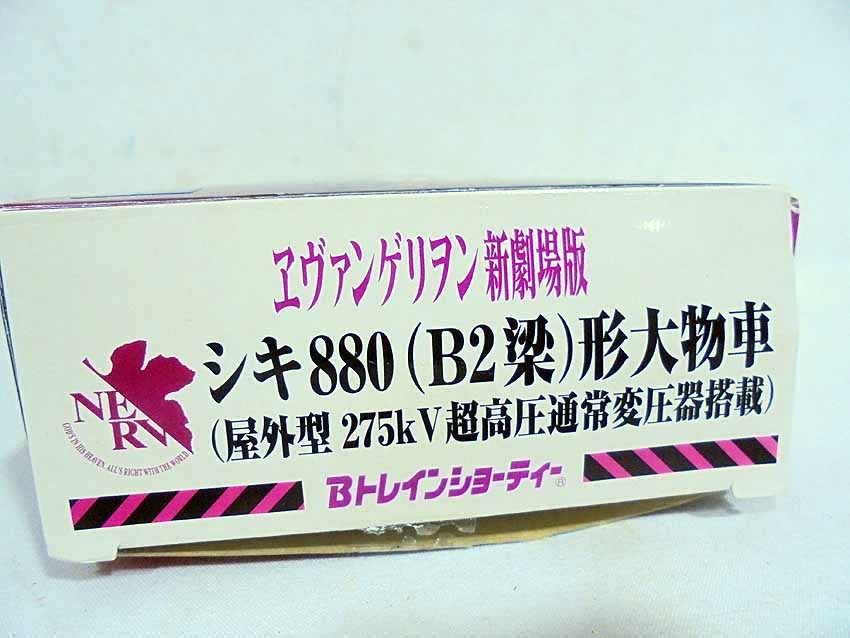 ヱヴァンゲリヲン新劇場版
シキ880(B2梁)形大物車
(屋外型 275kV超高圧通常変圧器搭載)
NERV
GOD'S IN HIS HEAVEN. ALL'S RIGHT WITH THE WORLD.
Bトレインショーティー®